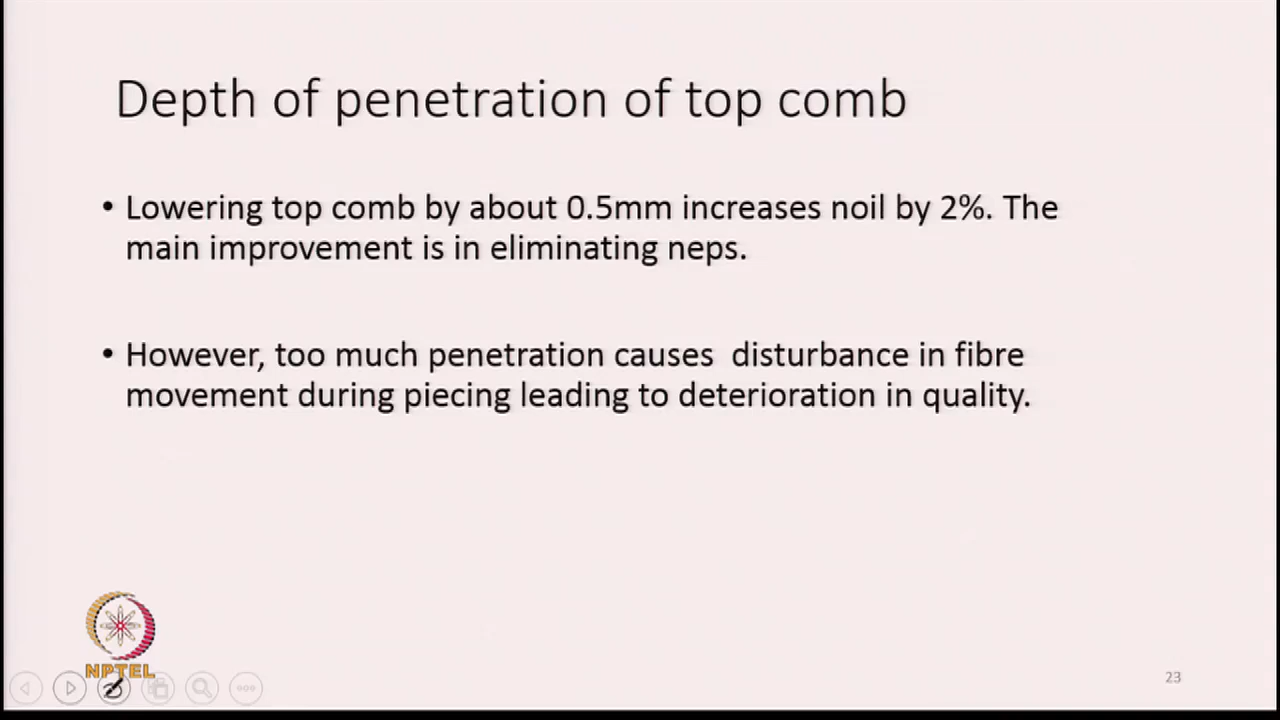 Depth of penetration of top comb
• Lowering top comb by about 0.5mm increases noil by 2%. The
main improvement is in eliminating neps.
• However, too much penetration causes disturbance in fibre
movement during piecing leading to deterioration in quality.
NPTEL
23